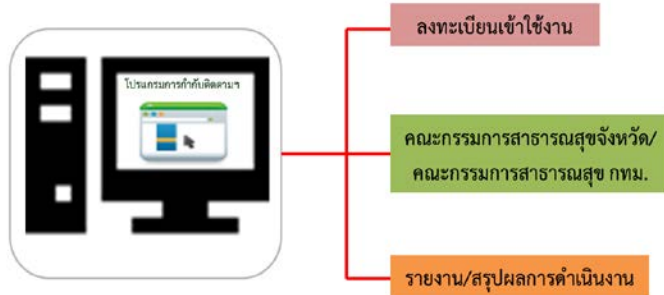 โปรแกรมการกำกับติดตามฯ
ลงทะเบียนเข้าใช้งาน
คณะกรรมการสาธารณสุขจังหวัด/
คณะกรรมการสาธารณสุข กทม.
รายงาน/สรุปผลการดำเนินงาน